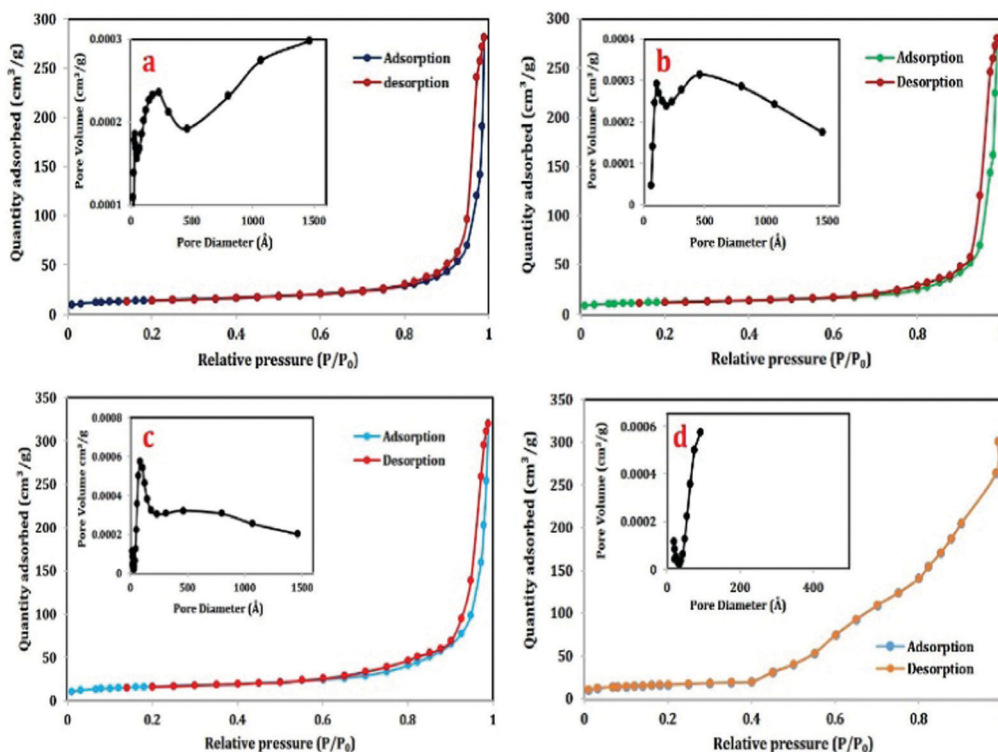 300
250
200
150
100
50
0
Quantity adsorbed (cm³/g)
0 0.2 0.4 0.6 0.8 1
Relative pressure (P/P₀)
Adsorption
desorption
a
0.0003
0.0002
0.0001
Pore Volume (cm³/g)
0 500 1000 1500
Pore Diameter (Å)
300
250
200
150
100
50
0
Quantity adsorbed (cm³/g)
0 0.2 0.4 0.6 0.8 1
Relative pressure (P/P₀)
Adsorption
Desorption
b
0.0004
0.0003
0.0002
0.0001
0
Pore Volume (cm³/g)
0 500 1000 1500
Pore Diameter (Å)
350
300
250
200
150
100
50
0
Quantity adsorbed (cm³/g)
0 0.2 0.4 0.6 0.8 1
Relative pressure (P/P₀)
Adsorption
Desorption
c
0.0008
0.0006
0.0004
0.0002
0
Pore Volume cm³/g)
0 500 1000 1500
Pore Diameter (Å)
350
300
250
200
150
100
50
0
Quantity adsorbed (cm³/g)
0 0.2 0.4 0.6 0.8 1
Relative pressure (P/P₀)
Adsorption
Desorption
d
0.0006
0.0004
0.0002
0
Pore Volume (cm³/g)
0 200 400
Pore Diameter (Å)